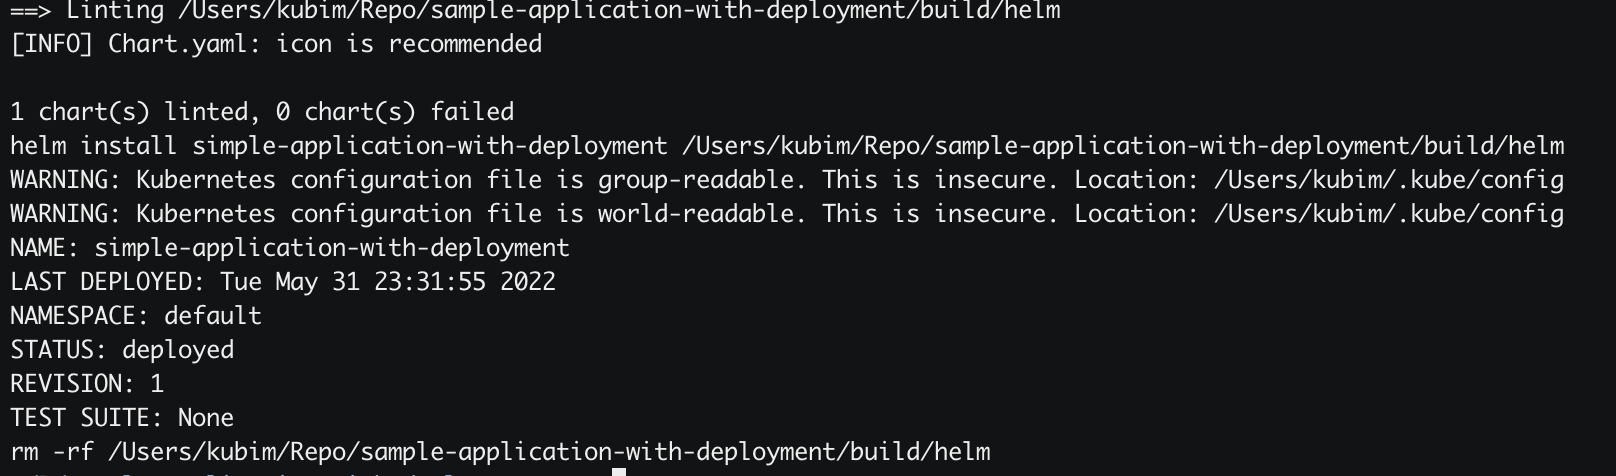 ==> Linting /Users/kubim/Repo/sample-application-with-deployment/build/helm
[INFO] Chart.yaml: icon is recommended
1 chart(s) linted, 0 chart(s) failed
helm install simple-application-with-deployment /Users/kubim/Repo/sample-application-with-deployment/build/helm
WARNING: Kubernetes configuration file is group-readable. This is insecure. Location: /Users/kubim/.kube/config
WARNING: Kubernetes configuration file is world-readable. This is insecure. Location: /Users/kubim/.kube/config
NAME: simple-application-with-deployment
LAST DEPLOYED: Tue May 31 23:31:55 2022
NAMESPACE: default
STATUS: deployed
REVISION: 1
TEST SUITE: None
rm -rf /Users/kubim/Repo/sample-application-with-deployment/build/helm